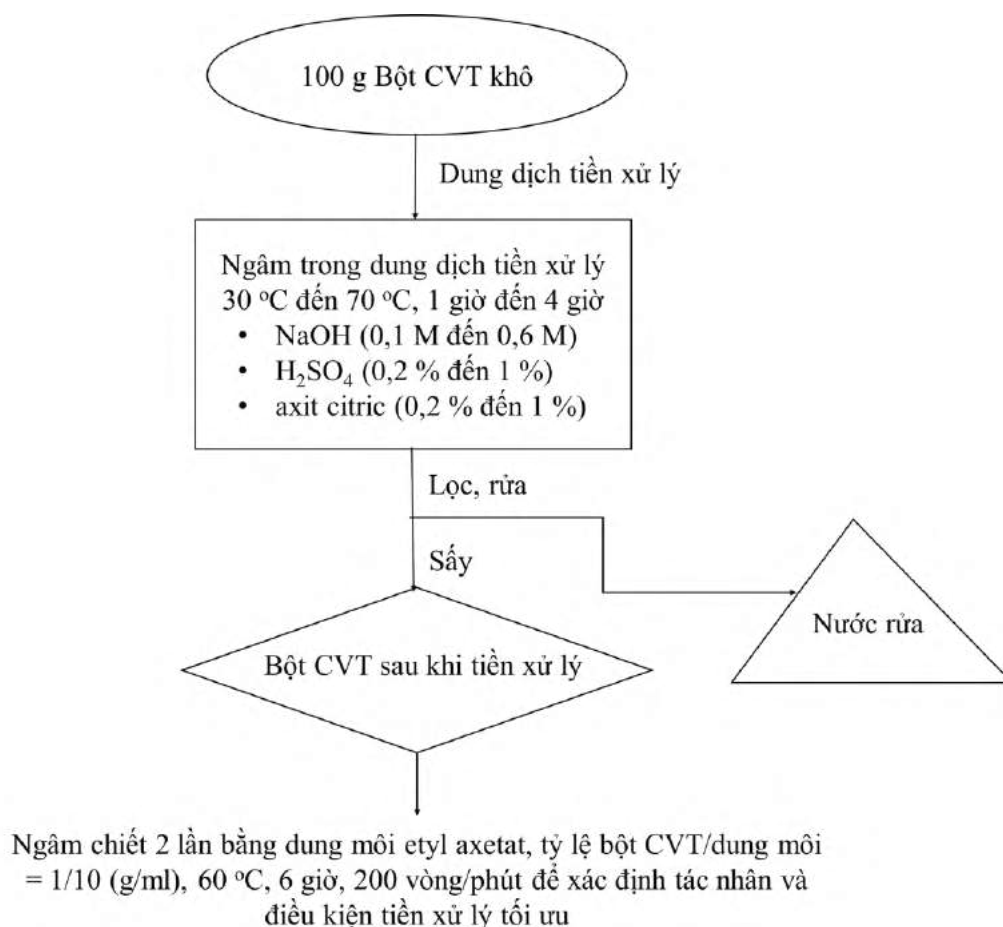 100 g Bột CVT khô
Dung dịch tiền xử lý
Ngâm trong dung dịch tiền xử lý
30 °C đến 70 °C, 1 giờ đến 4 giờ
• NaOH (0,1 M đến 0,6 M)
• H₂SO₄ (0,2 % đến 1 %)
• axit citric (0,2 % đến 1 %)
Lọc, rửa
Sấy
Nước rửa
Bột CVT sau khi tiền xử lý
Ngâm chiết 2 lần bằng dung môi etyl axetat, tỷ lệ bột CVT/dung môi
= 1/10 (g/ml), 60 °C, 6 giờ, 200 vòng/phút để xác định tác nhân và
điều kiện tiền xử lý tối ưu